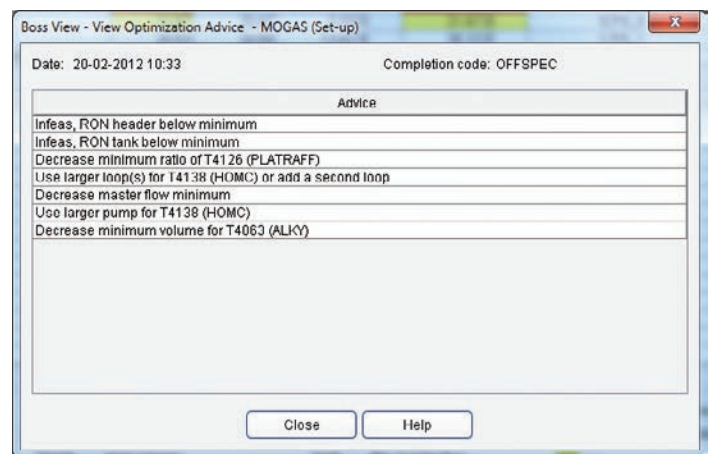 Boss View - View Optimization Advice - MOGAS (Set-up)
Date: 20-02-2012 10:33 Completion code: OFFSPEC
Advice
Infeas, RON header below minimum
Infeas, RON tank below minimum
Decrease minimum ratio of T4126 (PLATRAFF)
Use larger loop(s) for T4138 (HOMC) or add a second loop
Decrease master flow minimum
Use larger pump for T4138 (HOMC)
Decrease minimum volume for T4063 (ALKY)
Close Help